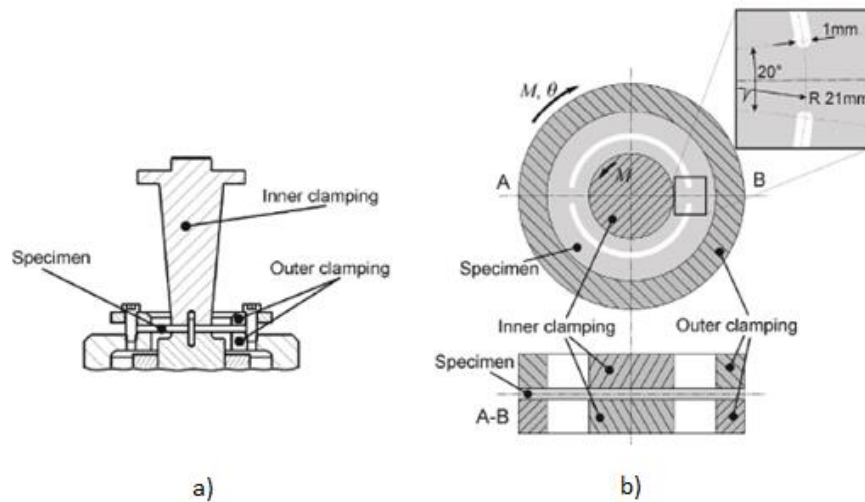 Inner clamping
Specimen
Outer clamping
a)
1mm
20°
R 21mm
M, θ
M
A
B
Specimen
Inner clamping
Outer clamping
Specimen
A-B
b)